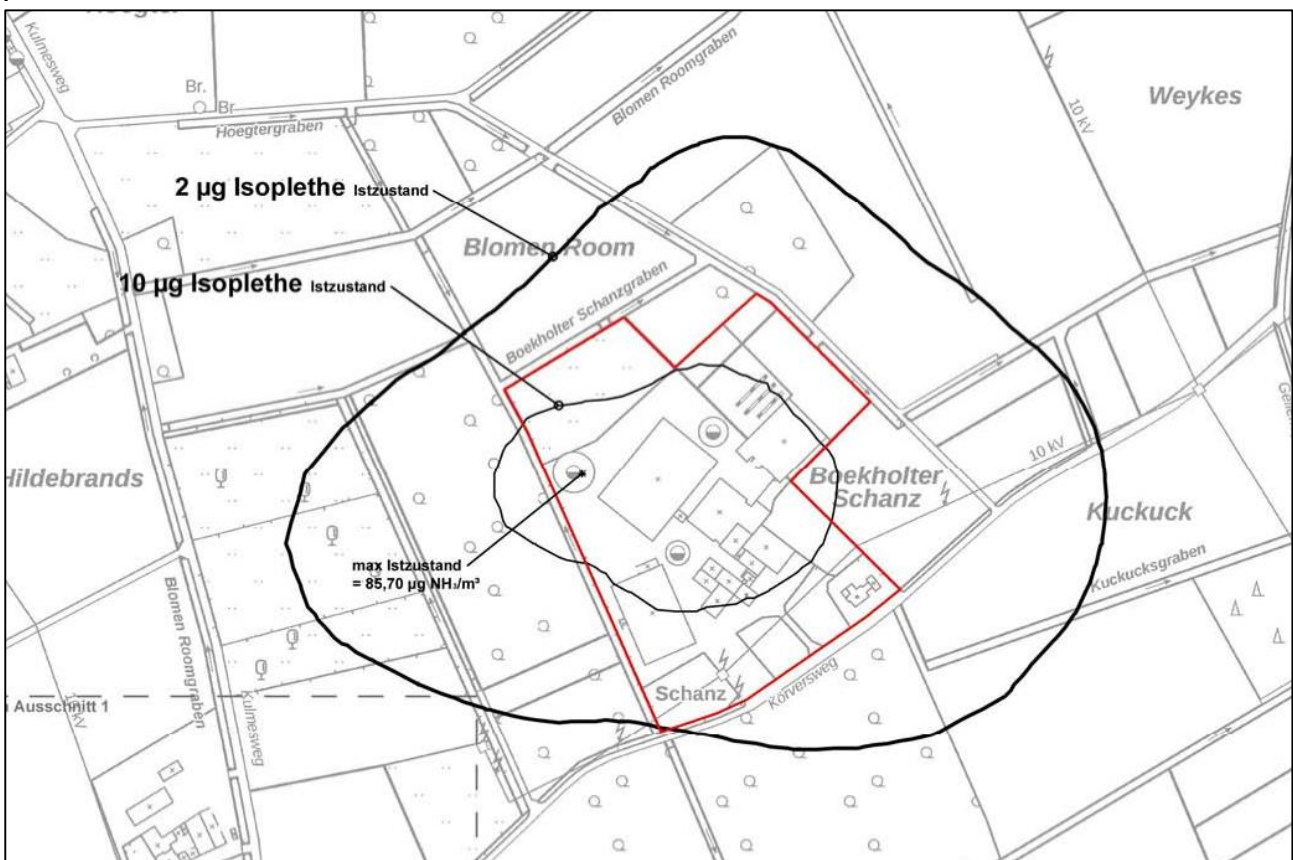 Kulmesweg
Br.
Br
Hoegtergraben
Blomen Roomgraben
10 kV
Weykes
2 µg Isoplethe Istzustand
Blomen Room
10 µg Isoplethe Istzustand
Boekholter Schanzgraben
Hildebrands
Boekholter
Schanz
10 kV
Kuckuck
max Istzustand
= 85,70 µg NH₃/m³
Kuckucksgraben
Blomen Roomgraben
Kulmesweg
Schanz
Korversweg
Ausschnitt 1
kV